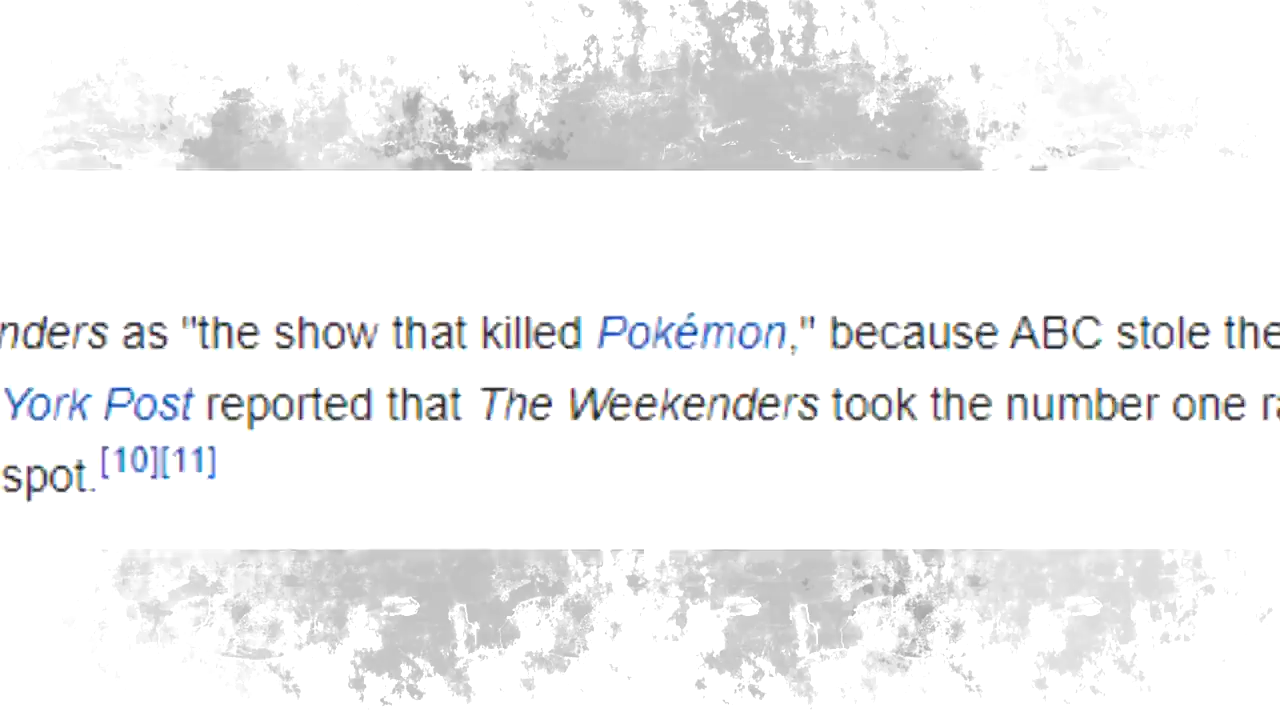 nders as "the show that killed Pokémon," because ABC stole the
York Post reported that The Weekenders took the number one ra
spot.[10][11]